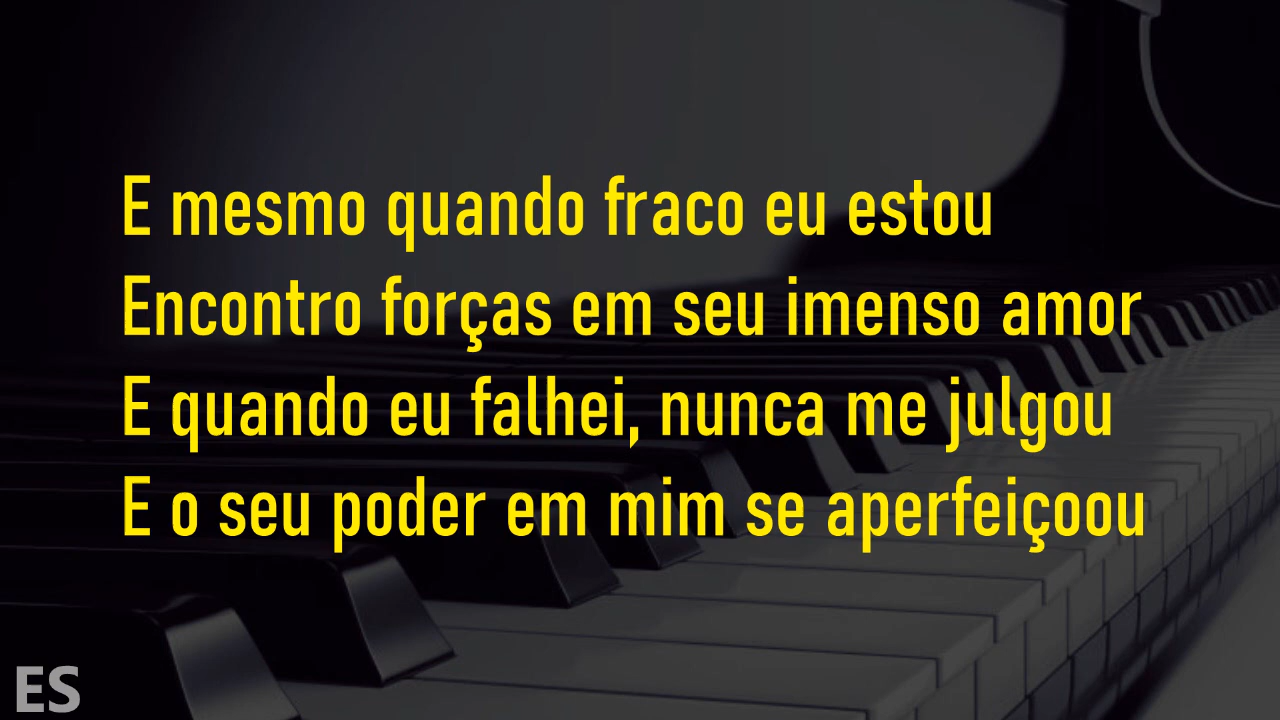 E mesmo quando fraco eu estou
Encontro forças em seu imenso amor
E quando eu falhei, nunca me julgou
E o seu poder em mim se aperfeiçoou
ES